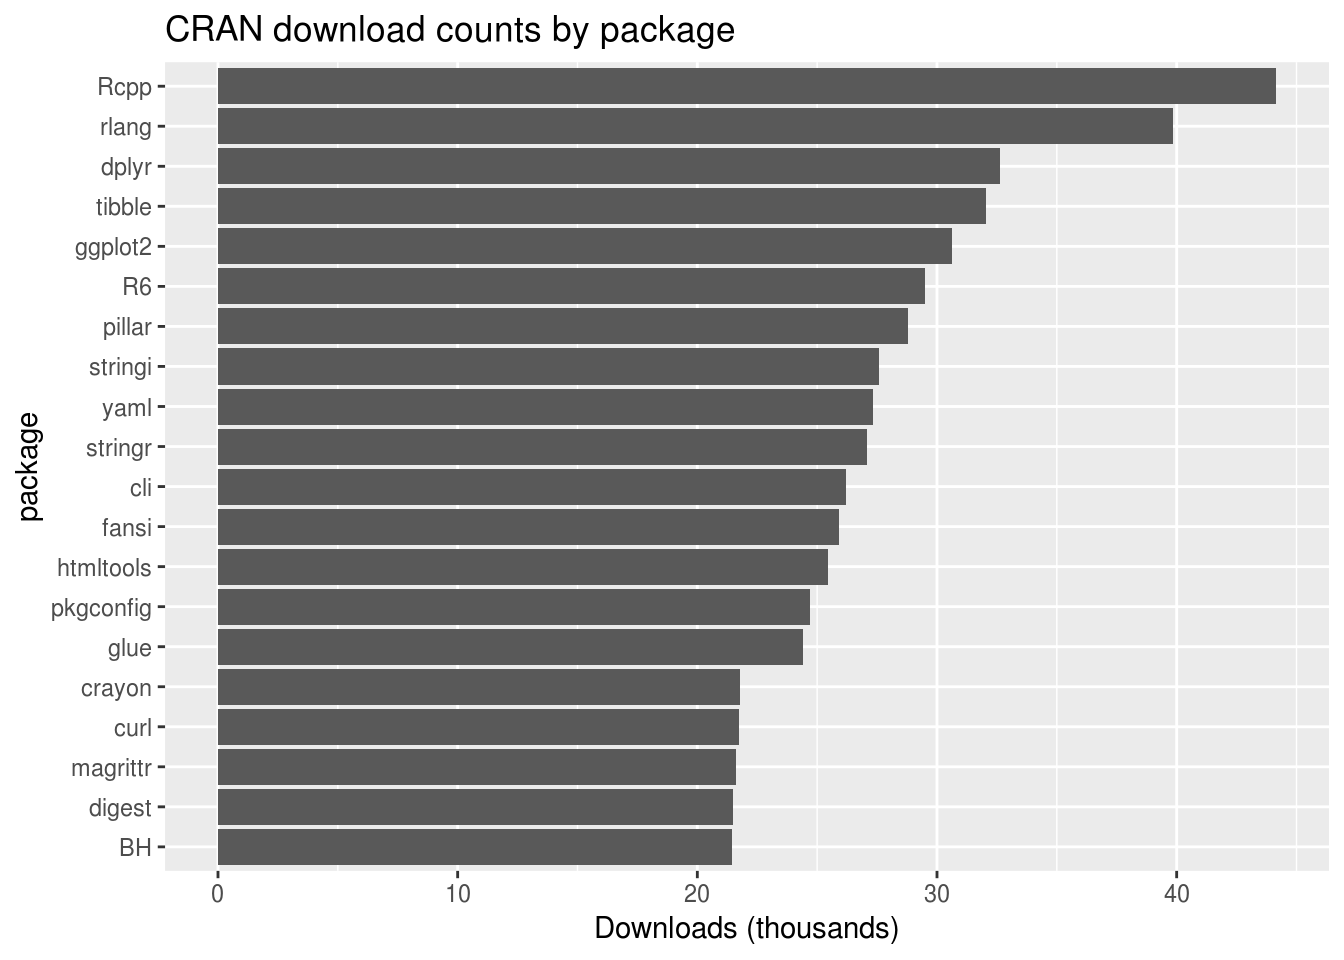 CRAN download counts by package
Rcpp
rlang
dplyr
tibble
ggplot2
R6
pillar
stringi
yaml
stringr
cli
fansi
htmltools
pkgconfig
glue
crayon
curl
magrittr
digest
BH
package
0 10 20 30 40
Downloads (thousands)